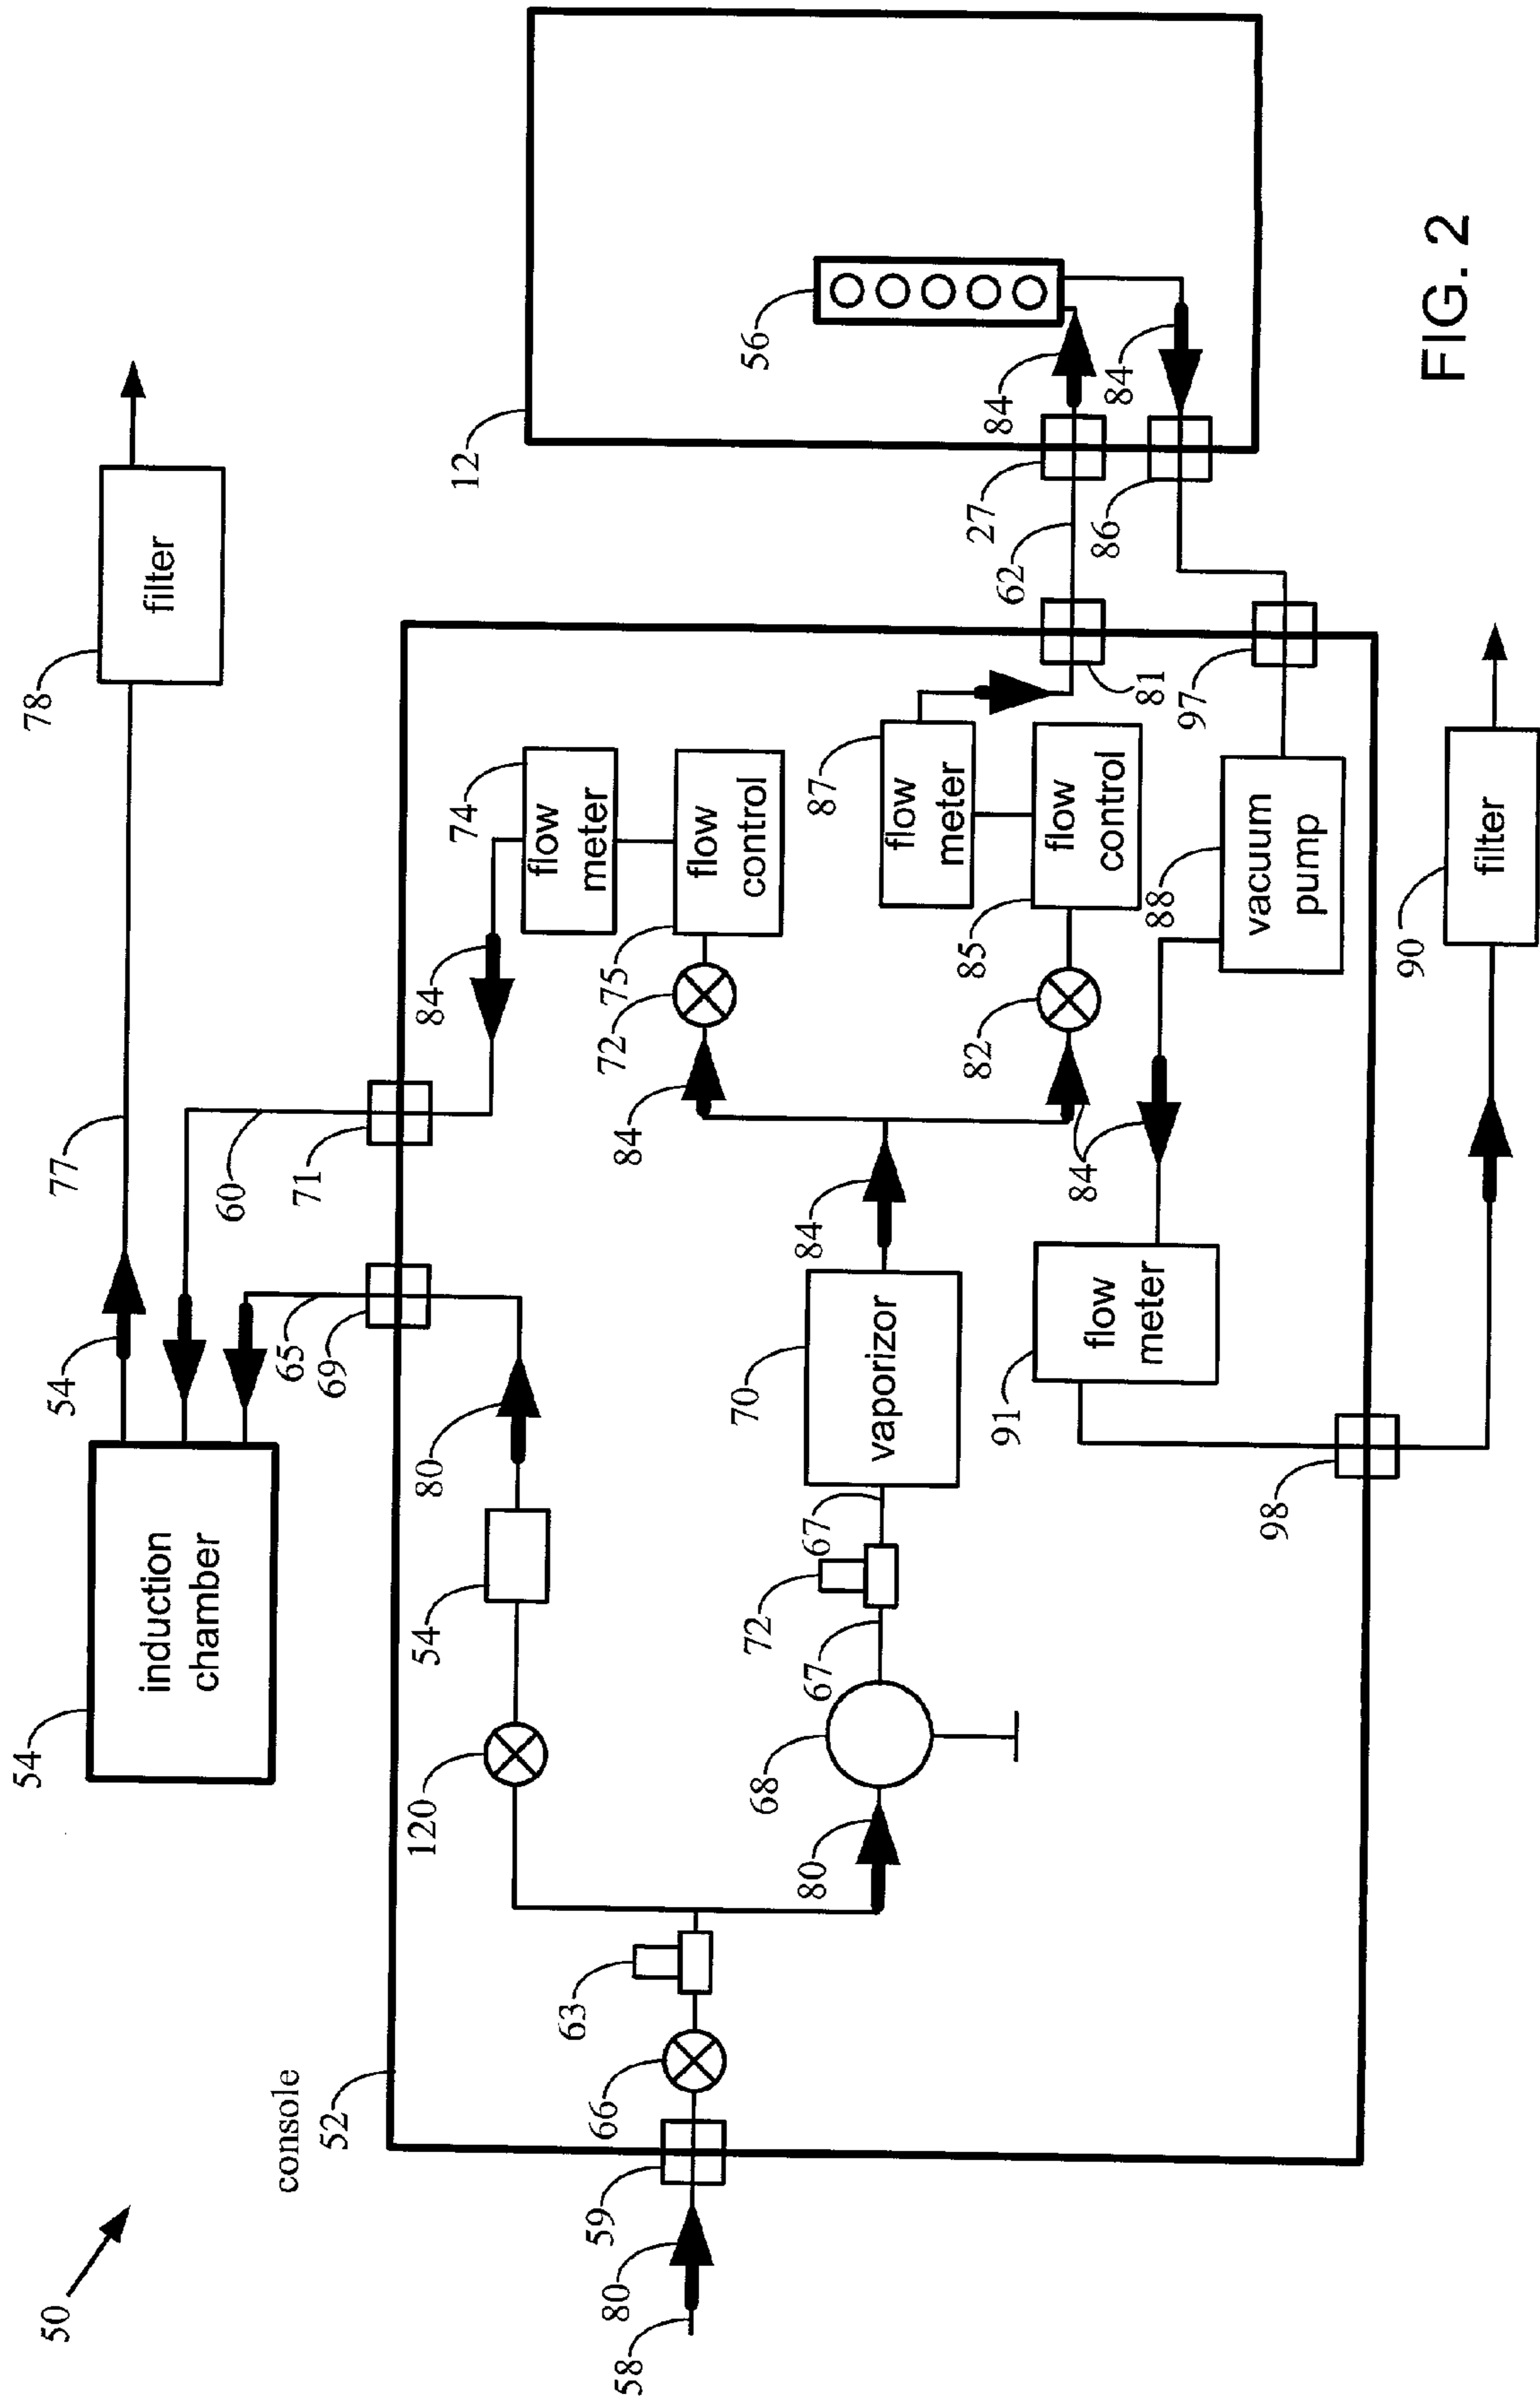 50
54
54
77
78
induction
chamber
filter
60
console
65
71
69
52
120
54
80
84
74
12
flow
meter
63
59
66
72
75
80
58
84
flow
control
70
72
56
68
80
67
67
84
87
vaporizor
flow
meter
82
85
27
84
91
62
flow
control
84
86
84
flow
meter
81
88
97
vacuum
pump
98
90
filter
FIG. 2